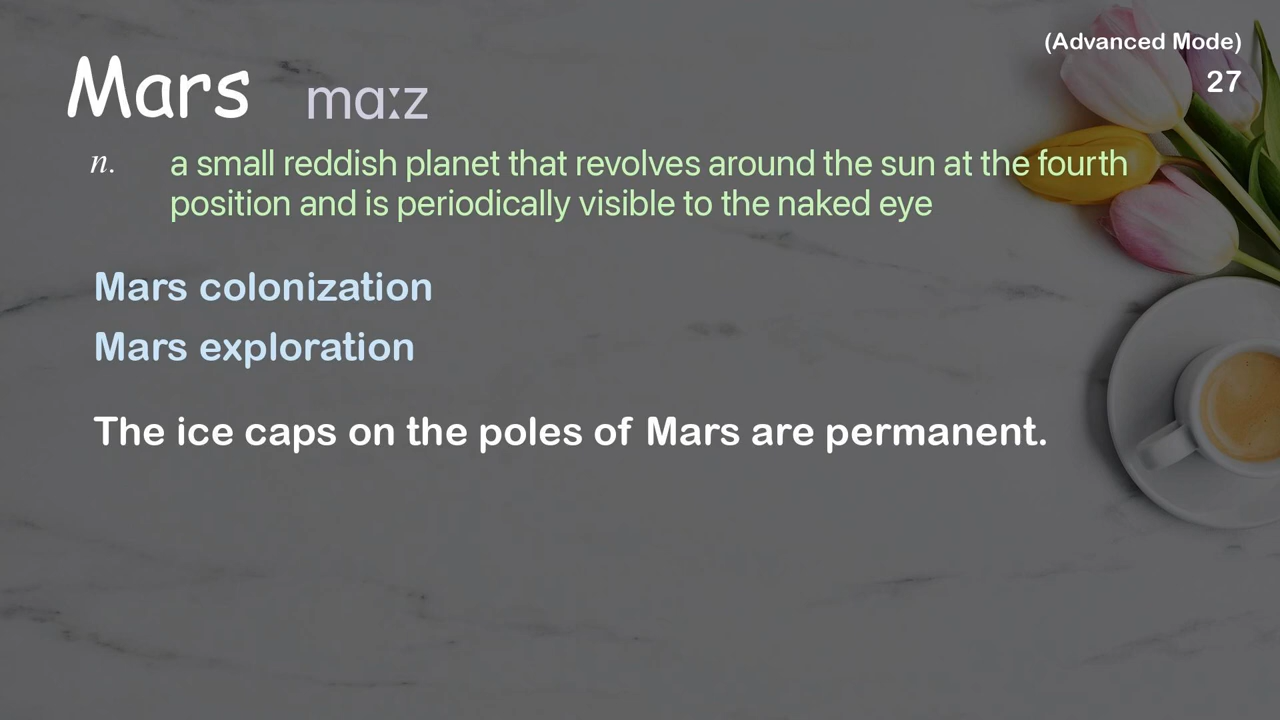 (Advanced Mode)
27
Mars mɑːz
n. a small reddish planet that revolves around the sun at the fourth
position and is periodically visible to the naked eye
Mars colonization
Mars exploration
The ice caps on the poles of Mars are permanent.